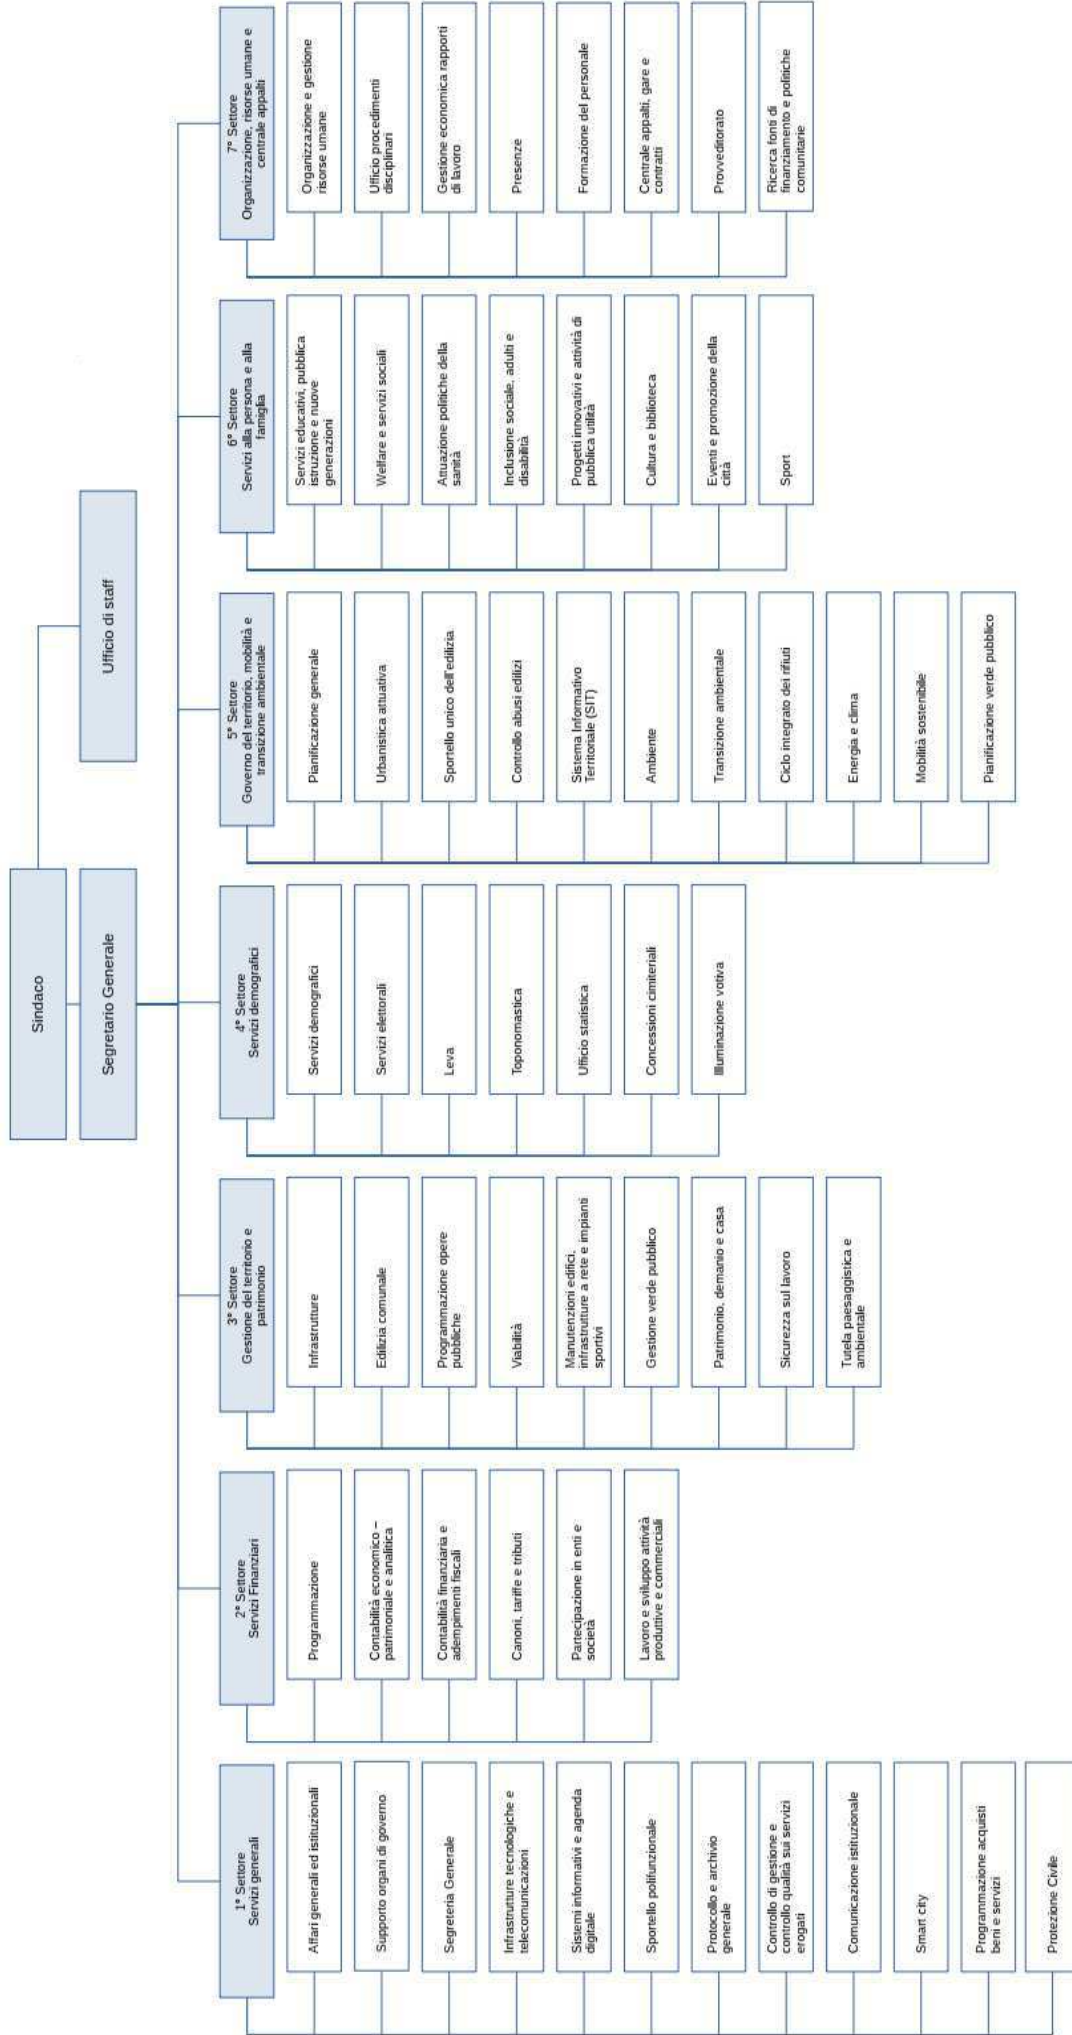 Sindaco
Ufficio di staff
Segretario Generale
1° Settore
Servizi generali
Affari generali ed istituzionali
Supporto organi di governo
Segreteria Generale
Infrastrutture tecnologiche e
telecomunicazioni
Sistemi informativi e agenda
digitale
Sportello polifunzionale
Protocollo e archivio
generale
Controllo di gestione e
controllo qualità sui servizi
erogati
Comunicazione istituzionale
Smart city
Programmazione acquisti
beni e servizi
Protezione Civile
2° Settore
Servizi Finanziari
Programmazione
Contabilità economico –
patrimoniale e analitica
Contabilità finanziaria e
adempimenti fiscali
Canoni, tariffe e tributi
Partecipazione in enti e
società
Lavoro e sviluppo attività
produttive e commerciali
3° Settore
Gestione del territorio e
patrimonio
Infrastrutture
Edilizia comunale
Programmazione opere
pubbliche
Viabilità
Manutenzioni edifici,
infrastrutture a rete e impianti
sportivi
Gestione verde pubblico
Patrimonio, demanio e casa
Sicurezza sul lavoro
Tutela paesaggistica e
ambientale
4° Settore
Servizi demografici
Servizi demografici
Servizi elettorali
Leva
Toponomastica
Ufficio statistica
Concessioni cimiteriali
Illuminazione votiva
5° Settore
Governo del territorio, mobilità e
transizione ambientale
Pianificazione generale
Urbanistica attuativa
Sportello unico dell'edilizia
Controllo abusi edilizi
Sistema Informativo
Territoriale (SIT)
Ambiente
Transizione ambientale
Ciclo integrato dei rifiuti
Energia e clima
Mobilità sostenibile
Pianificazione verde pubblico
6° Settore
Servizi alla persona e alla
famiglia
Servizi educativi, pubblica
istruzione e nuove
generazioni
Welfare e servizi sociali
Attuazione politiche della
sanità
Inclusione sociale, adulti e
disabilità
Progetti innovativi e attività di
pubblica utilità
Cultura e biblioteca
Eventi e promozione della
città
Sport
7° Settore
Organizzazione, risorse umane e
centrale appalti
Organizzazione e gestione
risorse umane
Ufficio procedimenti
disciplinari
Gestione economica rapporti
di lavoro
Presenze
Formazione del personale
Centrale appalti, gare e
contratti
Provveditorato
Ricerca fonti di
finanziamento e politiche
comunitarie